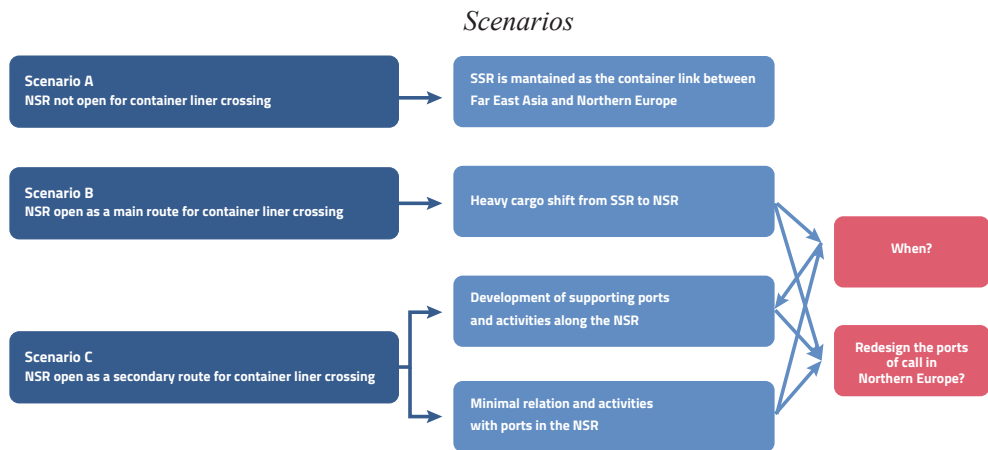 Scenarios
Scenario A
NSR not open for container liner crossing
SSR is mantained as the container link between
Far East Asia and Northern Europe
Scenario B
NSR open as a main route for container liner crossing
Heavy cargo shift from SSR to NSR
When?
Development of supporting ports
and activities along the NSR
Scenario C
NSR open as a secondary route for container liner crossing
Redesign the ports
of call in
Northern Europe?
Minimal relation and activities
with ports in the NSR